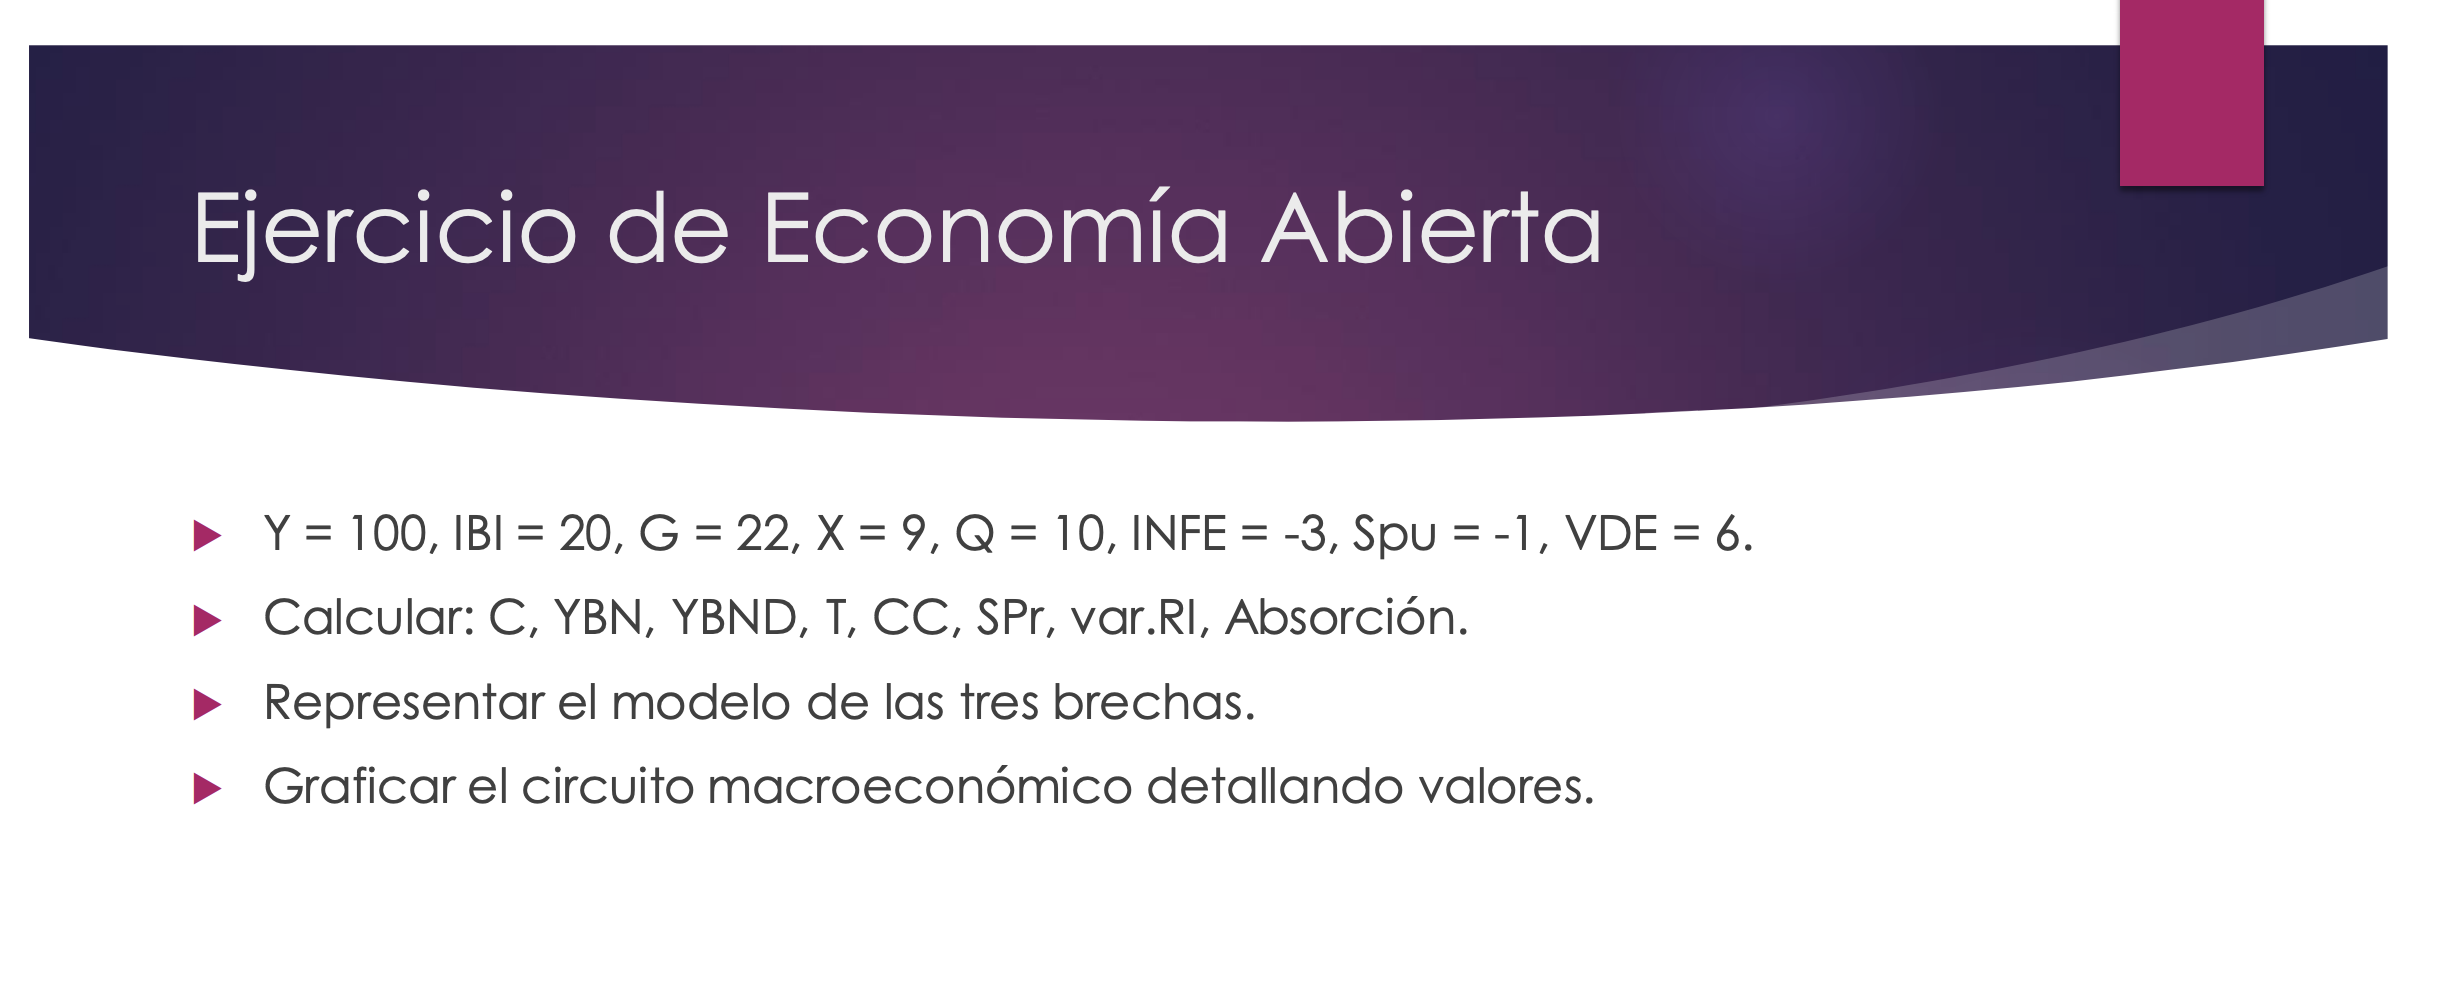 Ejercicio de Economía Abierta
Y = 100, IBI = 20, G = 22, X = 9, Q = 10, INFE = -3, Spu = -1, VDE = 6.
Calcular: C, YBN, YBND, T, CC, SPr, var.RI, Absorción.
Representar el modelo de las tres brechas.
Graficar el circuito macroeconómico detallando valores.